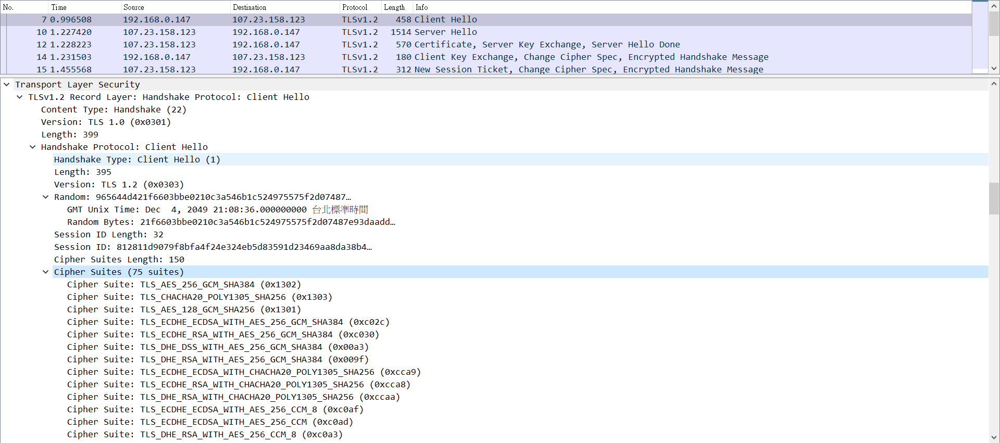 No. Time Source Destination Protocol Length Info
7 0.996508 192.168.0.147 107.23.158.123 TLSv1.2 458 Client Hello
10 1.227420 107.23.158.123 192.168.0.147 TLSv1.2 1514 Server Hello
12 1.228223 107.23.158.123 192.168.0.147 TLSv1.2 570 Certificate, Server Key Exchange, Server Hello Done
14 1.231503 192.168.0.147 107.23.158.123 TLSv1.2 180 Client Key Exchange, Change Cipher Spec, Encrypted Handshake Message
15 1.455568 107.23.158.123 192.168.0.147 TLSv1.2 312 New Session Ticket, Change Cipher Spec, Encrypted Handshake Message
Transport Layer Security
TLSv1.2 Record Layer: Handshake Protocol: Client Hello
Content Type: Handshake (22)
Version: TLS 1.0 (0x0301)
Length: 399
Handshake Protocol: Client Hello
Handshake Type: Client Hello (1)
Length: 395
Version: TLS 1.2 (0x0303)
Random: 965644d421f6603bbe0210c3a546b1c524975575f2d07487…
GMT Unix Time: Dec  4, 2049 21:08:36.000000000 台北標準時間
Random Bytes: 21f6603bbe0210c3a546b1c524975575f2d07487e93daadd…
Session ID Length: 32
Session ID: 812811d9079f8bfa4f24e324eb5d83591d23469aa8da38b4…
Cipher Suites Length: 150
Cipher Suites (75 suites)
Cipher Suite: TLS_AES_256_GCM_SHA384 (0x1302)
Cipher Suite: TLS_CHACHA20_POLY1305_SHA256 (0x1303)
Cipher Suite: TLS_AES_128_GCM_SHA256 (0x1301)
Cipher Suite: TLS_ECDHE_ECDSA_WITH_AES_256_GCM_SHA384 (0xc02c)
Cipher Suite: TLS_ECDHE_RSA_WITH_AES_256_GCM_SHA384 (0xc030)
Cipher Suite: TLS_DHE_DSS_WITH_AES_256_GCM_SHA384 (0x00a3)
Cipher Suite: TLS_DHE_RSA_WITH_AES_256_GCM_SHA384 (0x009f)
Cipher Suite: TLS_ECDHE_ECDSA_WITH_CHACHA20_POLY1305_SHA256 (0xcca9)
Cipher Suite: TLS_ECDHE_RSA_WITH_CHACHA20_POLY1305_SHA256 (0xcca8)
Cipher Suite: TLS_DHE_RSA_WITH_CHACHA20_POLY1305_SHA256 (0xccaa)
Cipher Suite: TLS_ECDHE_ECDSA_WITH_AES_256_CCM_8 (0xc0af)
Cipher Suite: TLS_ECDHE_ECDSA_WITH_AES_256_CCM (0xc0ad)
Cipher Suite: TLS_DHE_RSA_WITH_AES_256_CCM_8 (0xc0a3)